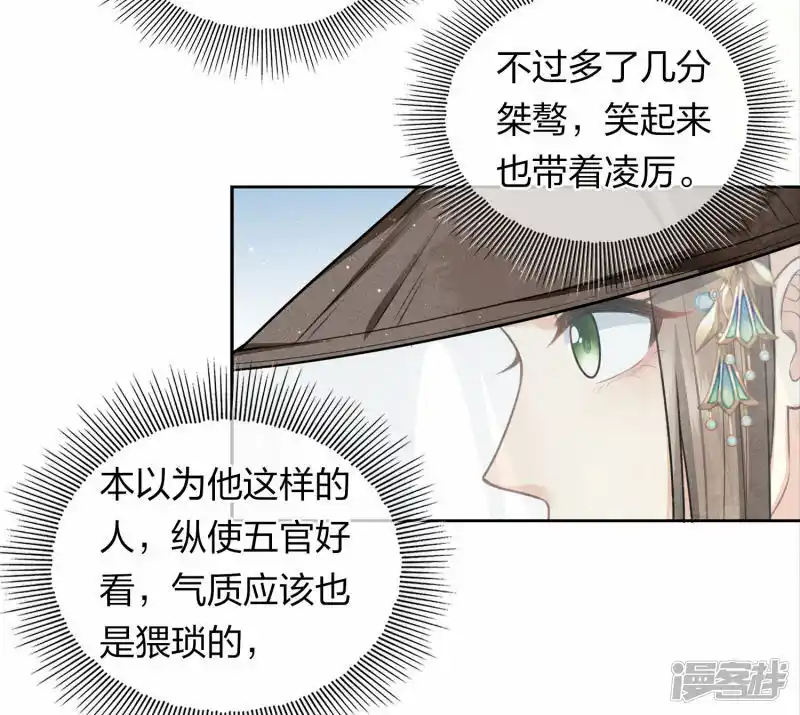 不过多了几分
桀骜，笑起来
也带着凌厉。
本以为他这样的
人，纵使五官好
看，气质应该也
是猥琐的，
漫客栈